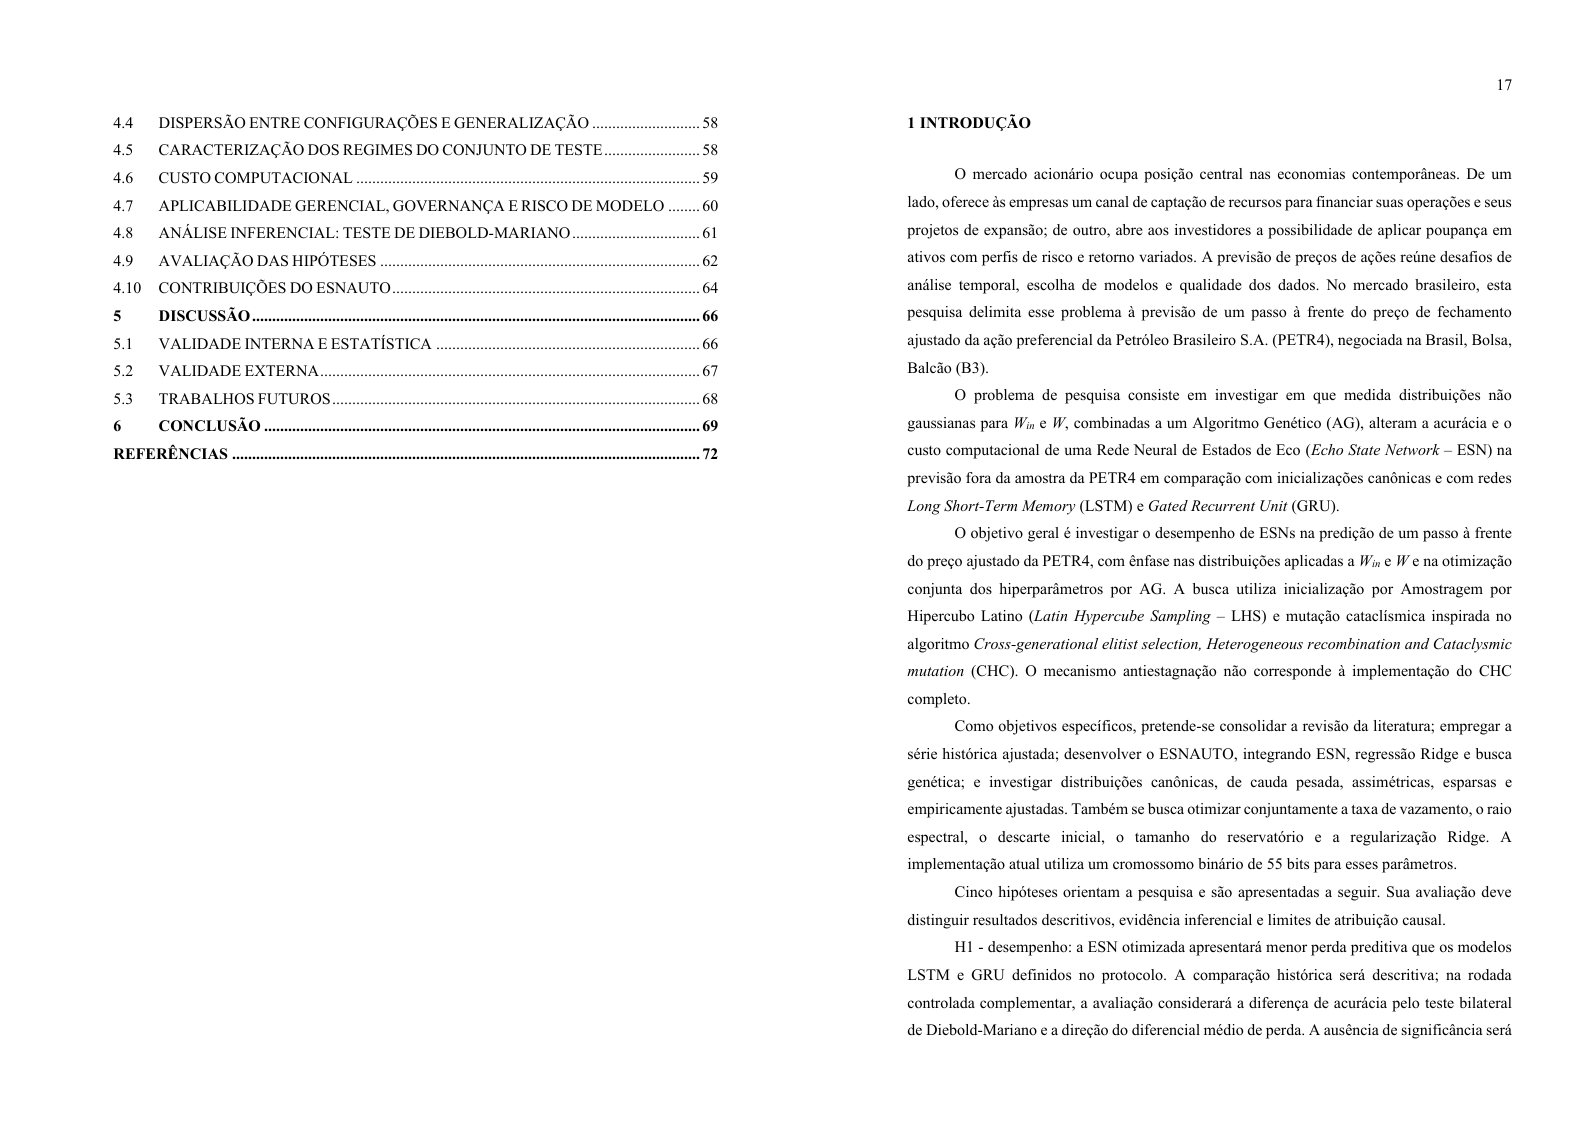 4.4 DISPERSÃO ENTRE CONFIGURAÇÕES E GENERALIZAÇÃO ........................... 58
4.5 CARACTERIZAÇÃO DOS REGIMES DO CONJUNTO DE TESTE ........................ 58
4.6 CUSTO COMPUTACIONAL ...................................................................................... 59
4.7 APLICABILIDADE GERENCIAL, GOVERNANÇA E RISCO DE MODELO ........ 60
4.8 ANÁLISE INFERENCIAL: TESTE DE DIEBOLD-MARIANO ................................ 61
4.9 AVALIAÇÃO DAS HIPÓTESES ................................................................................ 62
4.10 CONTRIBUIÇÕES DO ESNAUTO ............................................................................. 64
5 DISCUSSÃO ................................................................................................................ 66
5.1 VALIDADE INTERNA E ESTATÍSTICA .................................................................. 66
5.2 VALIDADE EXTERNA ............................................................................................... 67
5.3 TRABALHOS FUTUROS ............................................................................................ 68
6 CONCLUSÃO ............................................................................................................. 69
REFERÊNCIAS ..................................................................................................................... 72
17
1 INTRODUÇÃO
O mercado acionário ocupa posição central nas economias contemporâneas. De um
lado, oferece às empresas um canal de captação de recursos para financiar suas operações e seus
projetos de expansão; de outro, abre aos investidores a possibilidade de aplicar poupança em
ativos com perfis de risco e retorno variados. A previsão de preços de ações reúne desafios de
análise temporal, escolha de modelos e qualidade dos dados. No mercado brasileiro, esta
pesquisa delimita esse problema à previsão de um passo à frente do preço de fechamento
ajustado da ação preferencial da Petróleo Brasileiro S.A. (PETR4), negociada na Brasil, Bolsa,
Balcão (B3).
O problema de pesquisa consiste em investigar em que medida distribuições não
gaussianas para Win e W, combinadas a um Algoritmo Genético (AG), alteram a acurácia e o
custo computacional de uma Rede Neural de Estados de Eco (Echo State Network – ESN) na
previsão fora da amostra da PETR4 em comparação com inicializações canônicas e com redes
Long Short-Term Memory (LSTM) e Gated Recurrent Unit (GRU).
O objetivo geral é investigar o desempenho de ESNs na predição de um passo à frente
do preço ajustado da PETR4, com ênfase nas distribuições aplicadas a Win e W e na otimização
conjunta dos hiperparâmetros por AG. A busca utiliza inicialização por Amostragem por
Hipercubo Latino (Latin Hypercube Sampling – LHS) e mutação cataclísmica inspirada no
algoritmo Cross-generational elitist selection, Heterogeneous recombination and Cataclysmic
mutation (CHC). O mecanismo antiestagnação não corresponde à implementação do CHC
completo.
Como objetivos específicos, pretende-se consolidar a revisão da literatura; empregar a
série histórica ajustada; desenvolver o ESNAUTO, integrando ESN, regressão Ridge e busca
genética; e investigar distribuições canônicas, de cauda pesada, assimétricas, esparsas e
empiricamente ajustadas. Também se busca otimizar conjuntamente a taxa de vazamento, o raio
espectral, o descarte inicial, o tamanho do reservatório e a regularização Ridge. A
implementação atual utiliza um cromossomo binário de 55 bits para esses parâmetros.
Cinco hipóteses orientam a pesquisa e são apresentadas a seguir. Sua avaliação deve
distinguir resultados descritivos, evidência inferencial e limites de atribuição causal.
H1 - desempenho: a ESN otimizada apresentará menor perda preditiva que os modelos
LSTM e GRU definidos no protocolo. A comparação histórica será descritiva; na rodada
controlada complementar, a avaliação considerará a diferença de acurácia pelo teste bilateral
de Diebold-Mariano e a direção do diferencial médio de perda. A ausência de significância será